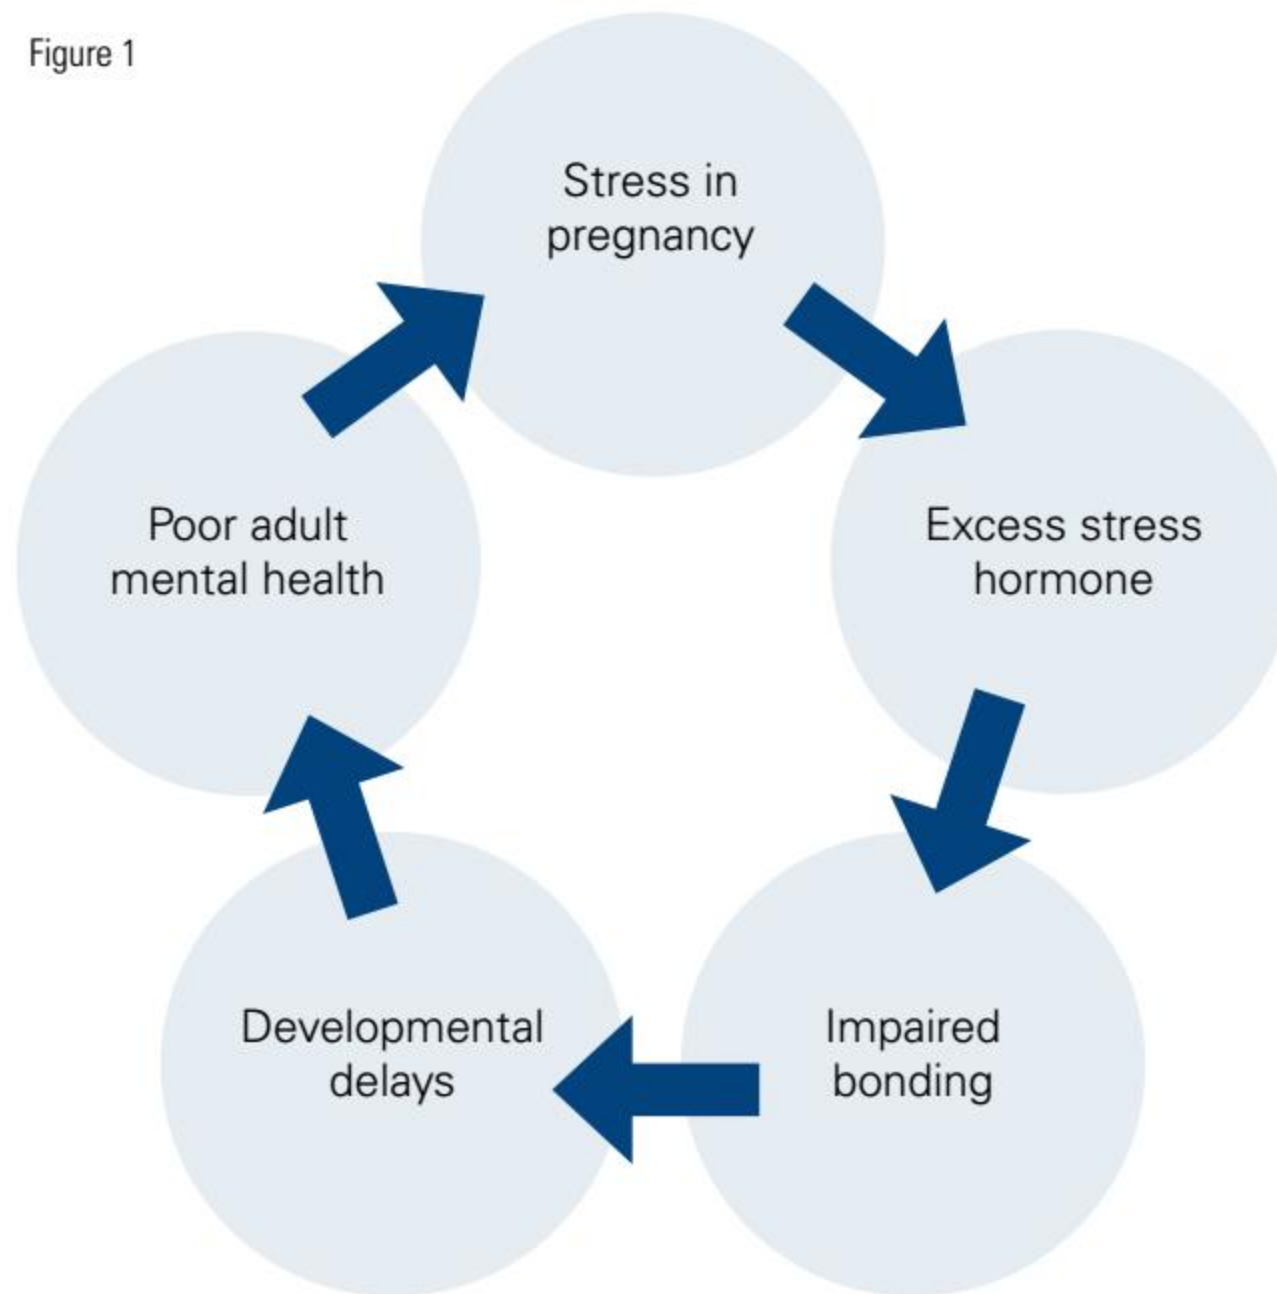 Figure 1
Stress in
pregnancy
Excess stress
hormone
Impaired
bonding
Developmental
delays
Poor adult
mental health